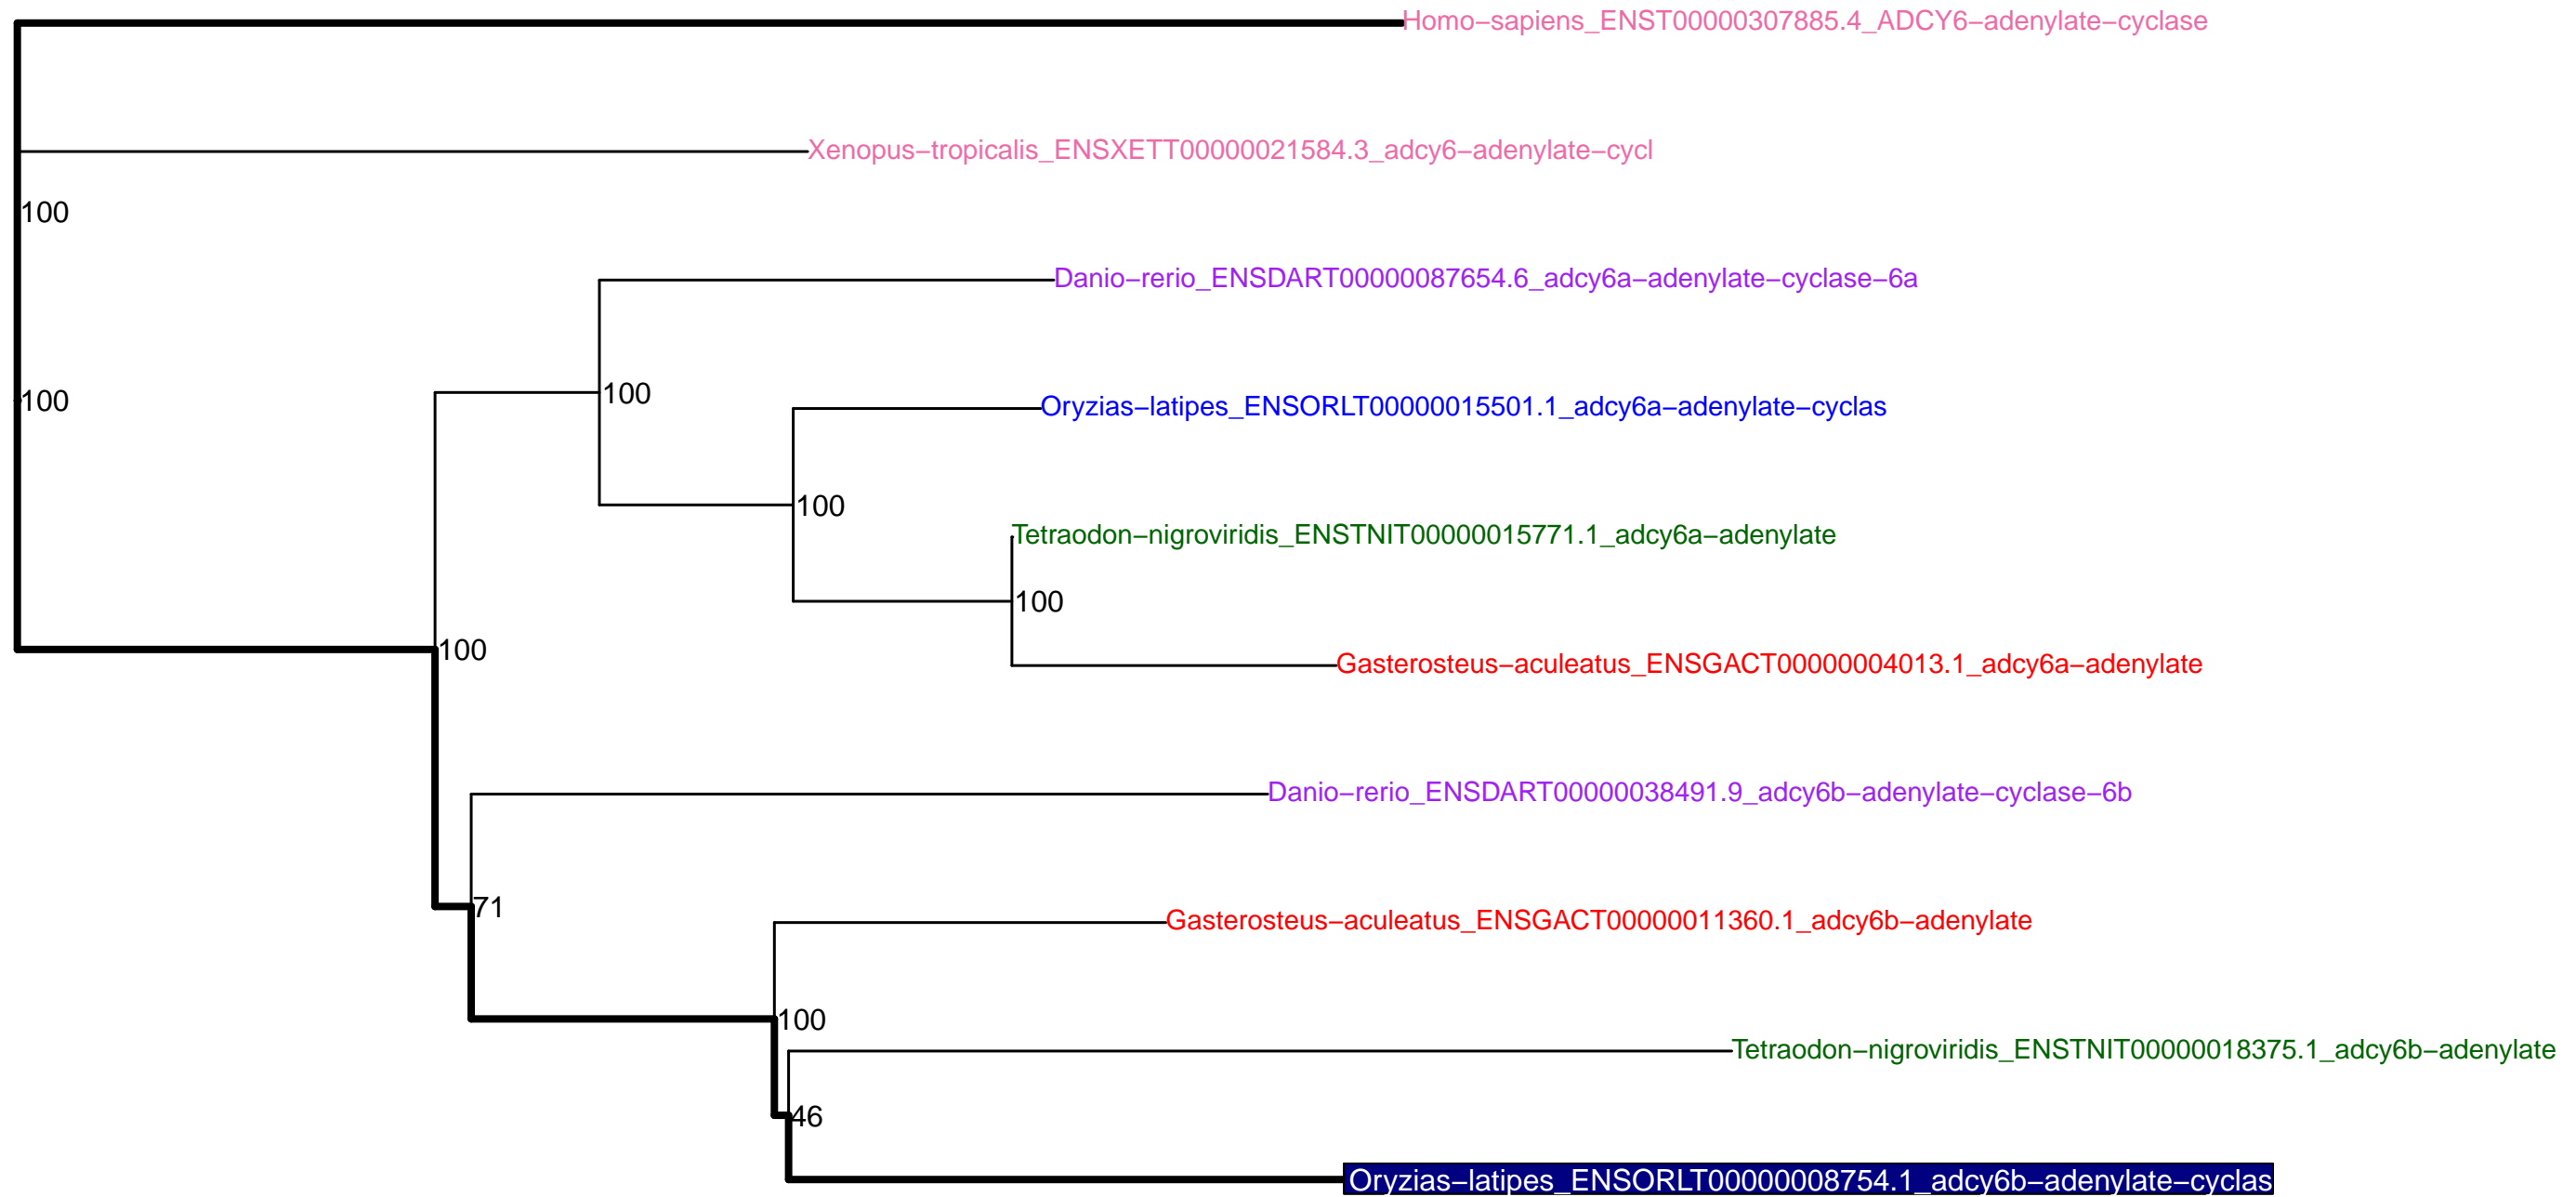 Homo−sapiens_ENST00000307885.4_ADCY6−adenylate−cyclase
Xenopus−tropicalis_ENSXETT00000021584.3_adcy6−adenylate−cycl
100
Danio−rerio_ENSDART00000087654.6_adcy6a−adenylate−cyclase−6a
100
100
Oryzias−latipes_ENSORLT00000015501.1_adcy6a−adenylate−cyclas
100
Tetraodon−nigroviridis_ENSTNIT00000015771.1_adcy6a−adenylate
100
100
Gasterosteus−aculeatus_ENSGACT00000004013.1_adcy6a−adenylate
Danio−rerio_ENSDART00000038491.9_adcy6b−adenylate−cyclase−6b
71
Gasterosteus−aculeatus_ENSGACT00000011360.1_adcy6b−adenylate
100
Tetraodon−nigroviridis_ENSTNIT00000018375.1_adcy6b−adenylate
46
Oryzias−latipes_ENSORLT00000008754.1_adcy6b−adenylate−cyclas